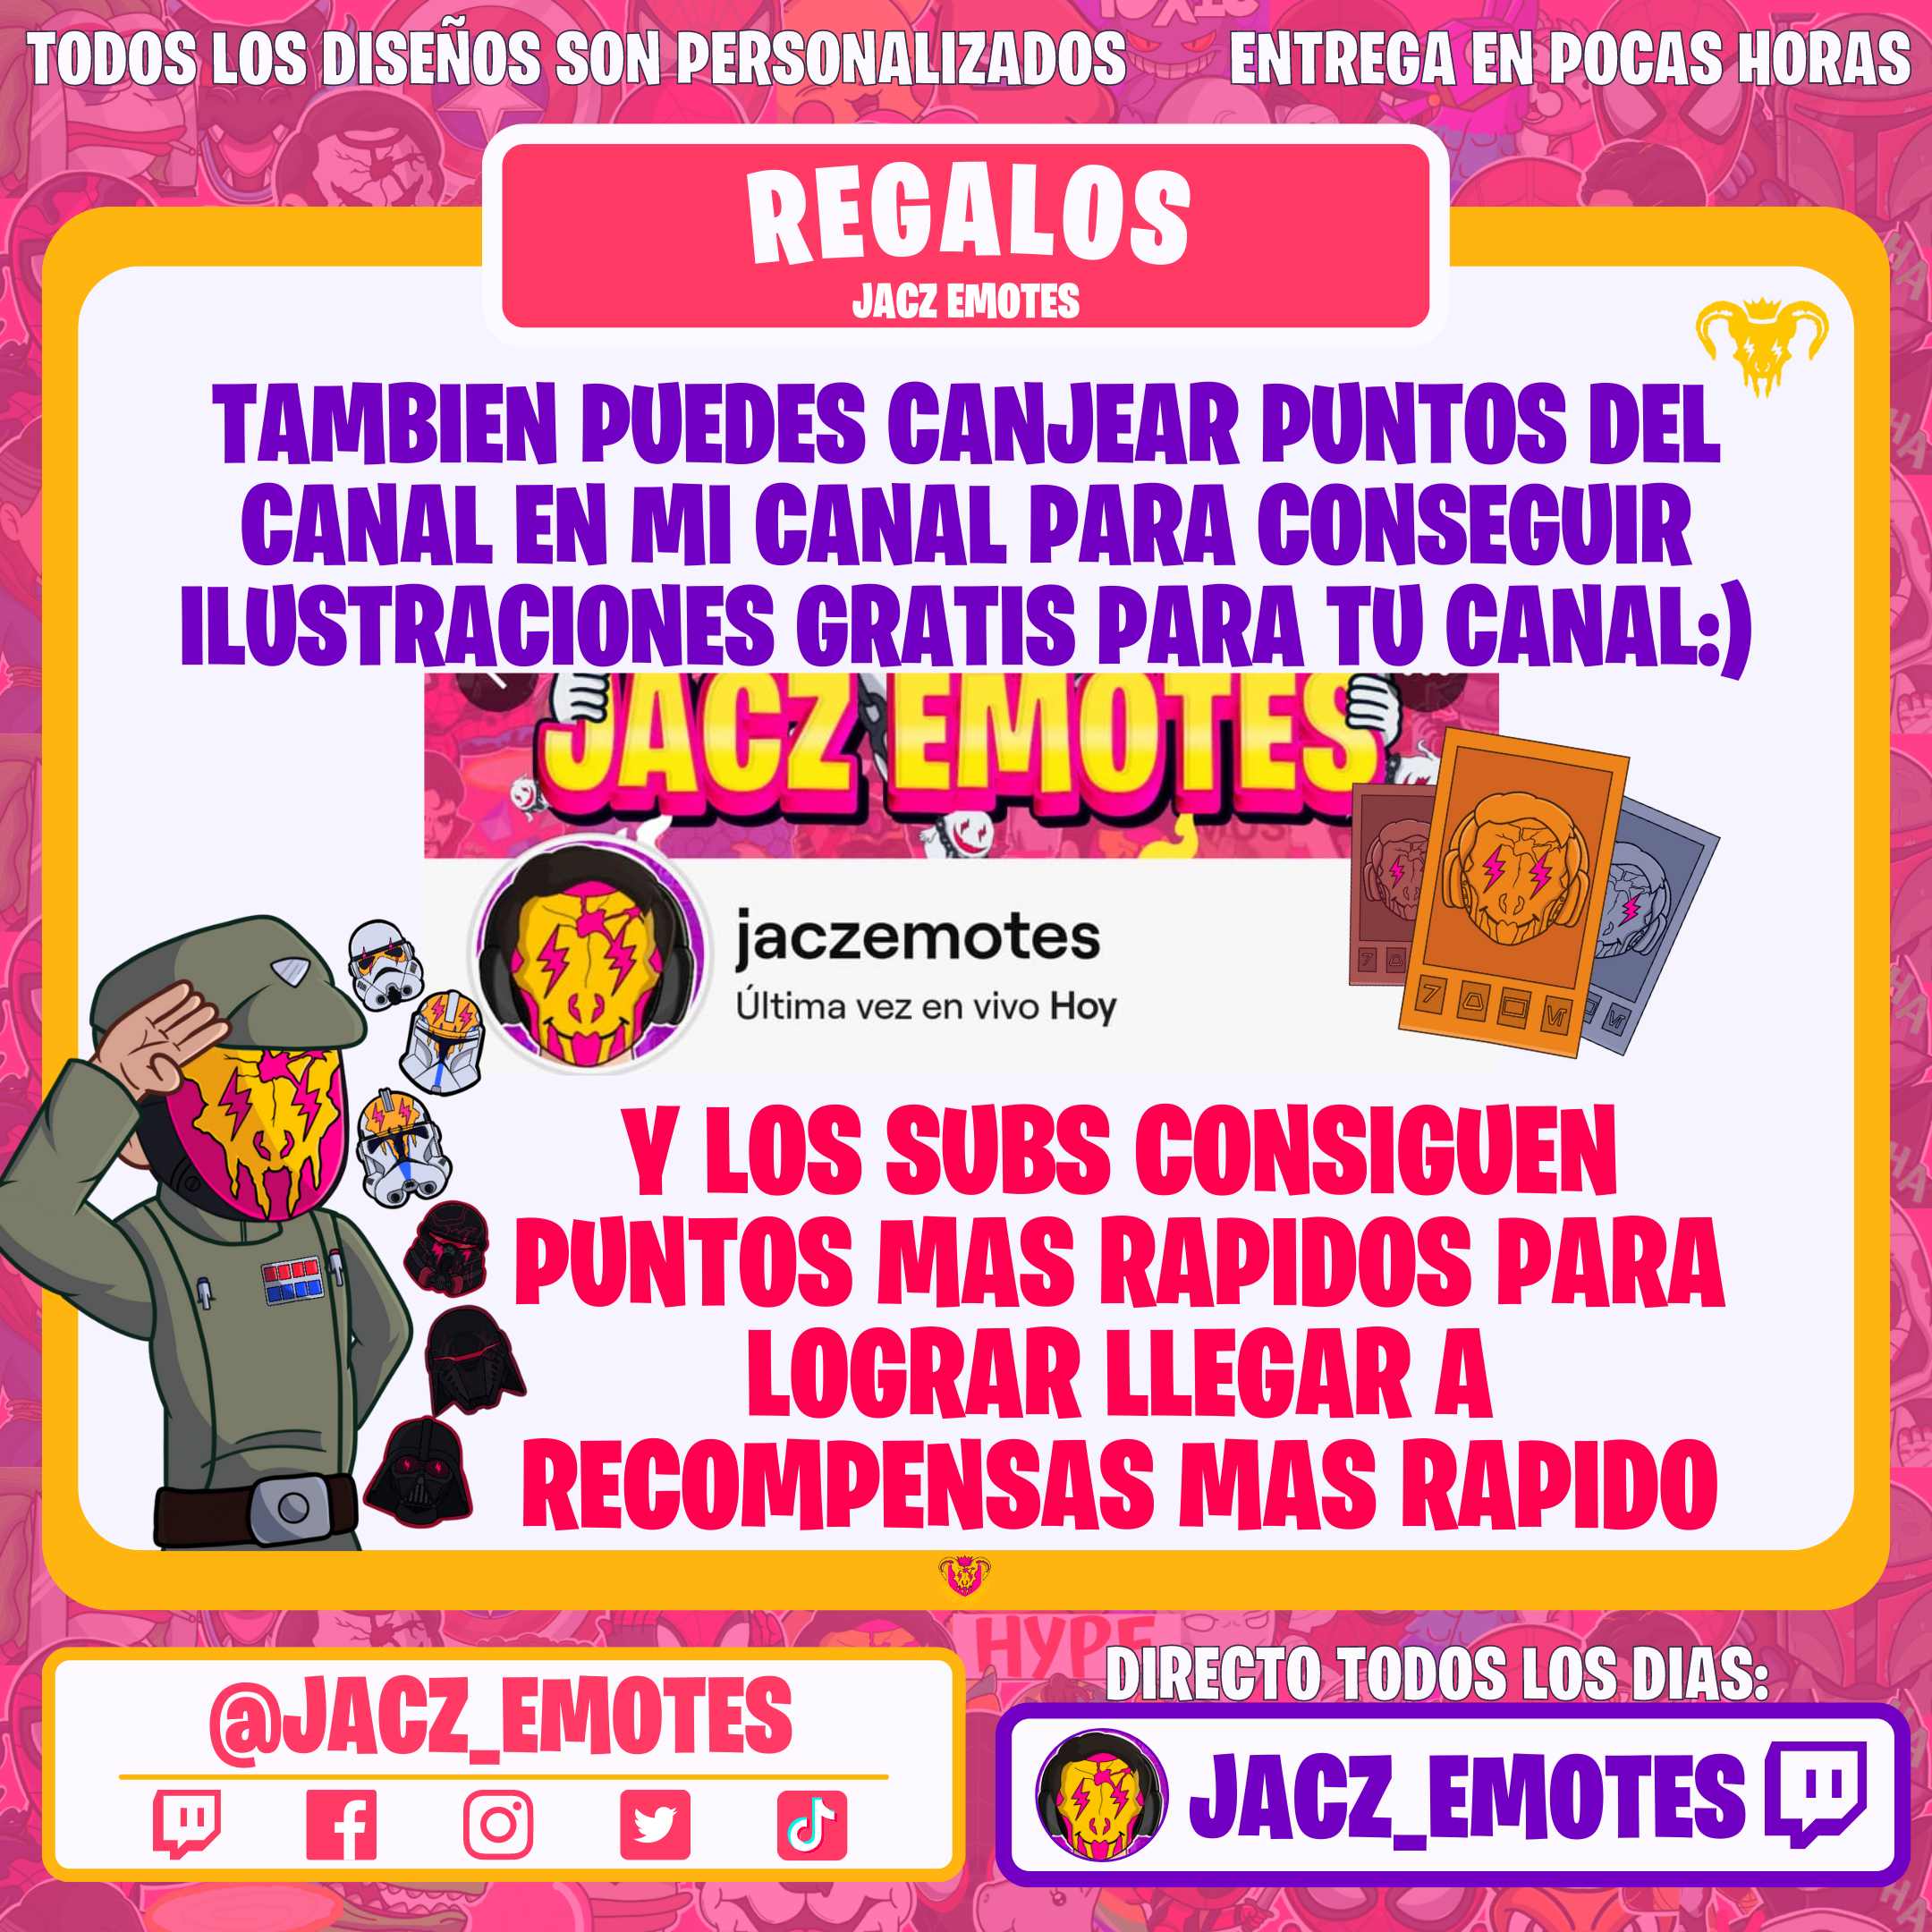 TODOS LOS DISEÑOS SON PERSONALIZADOS
ENTREGA EN POCAS HORAS
REGALOS
JACZ EMOTES
TAMBIEN PUEDES CANJEAR PUNTOS DEL
CANAL EN MI CANAL PARA CONSEGUIR
ILUSTRACIONES GRATIS PARA TU CANAL:)
JACZ EMOTES
jaczemotes
Última vez en vivo Hoy
Y LOS SUBS CONSIGUEN
PUNTOS MAS RAPIDOS PARA
LOGRAR LLEGAR A
RECOMPENSAS MAS RAPIDO
HYPE
@JACZ_EMOTES
DIRECTO TODOS LOS DIAS:
JACZ_EMOTES